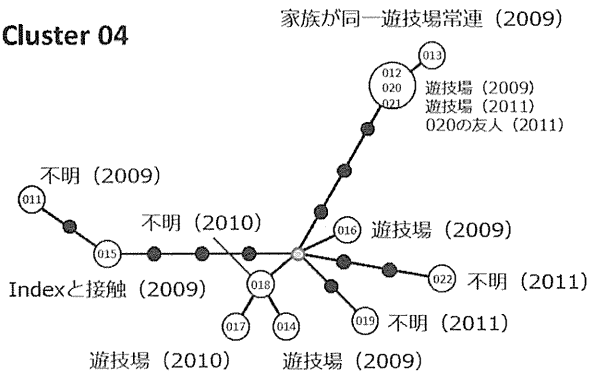 家族が同一遊技場常連（2009）
Cluster 04
013
012
020
021
遊技場（2009）
遊技場（2011）
020の友人（2011）
不明（2009）
011
不明（2010）
016
遊技場（2009）
015
Indexと接触（2009）
018
022
不明（2011）
017
014
019
不明（2011）
遊技場（2010）
遊技場（2009）